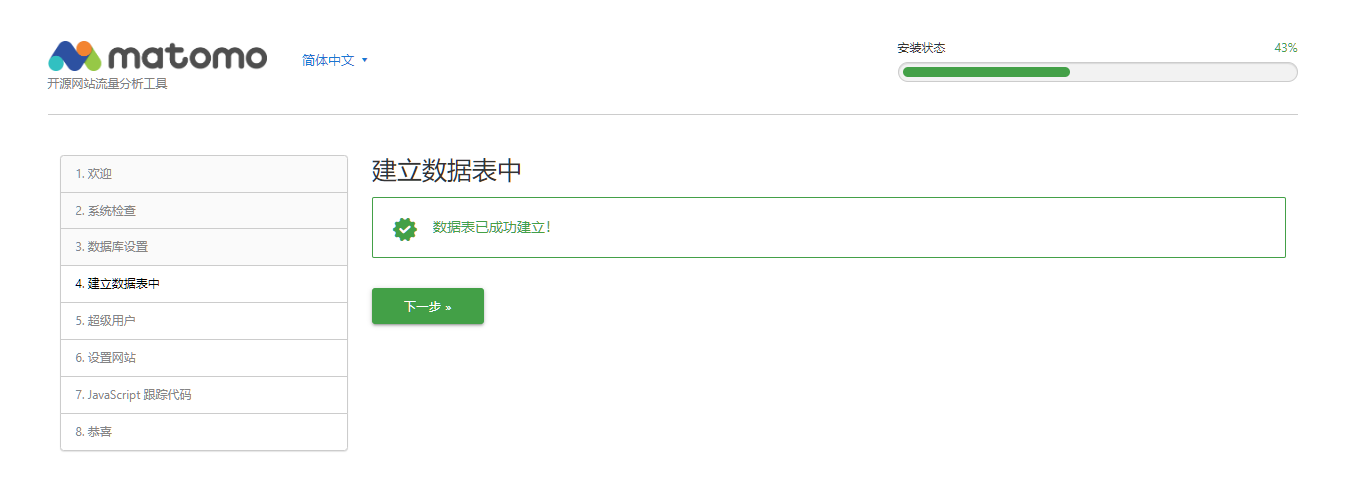 matomo
简体中文
安装状态
43%
开源网站流量分析工具
1. 欢迎
2. 系统检查
3. 数据库设置
4. 建立数据表中
5. 超级用户
6. 设置网站
7. JavaScript 跟踪代码
8. 恭喜
建立数据表中
数据表已成功建立!
下一步 »